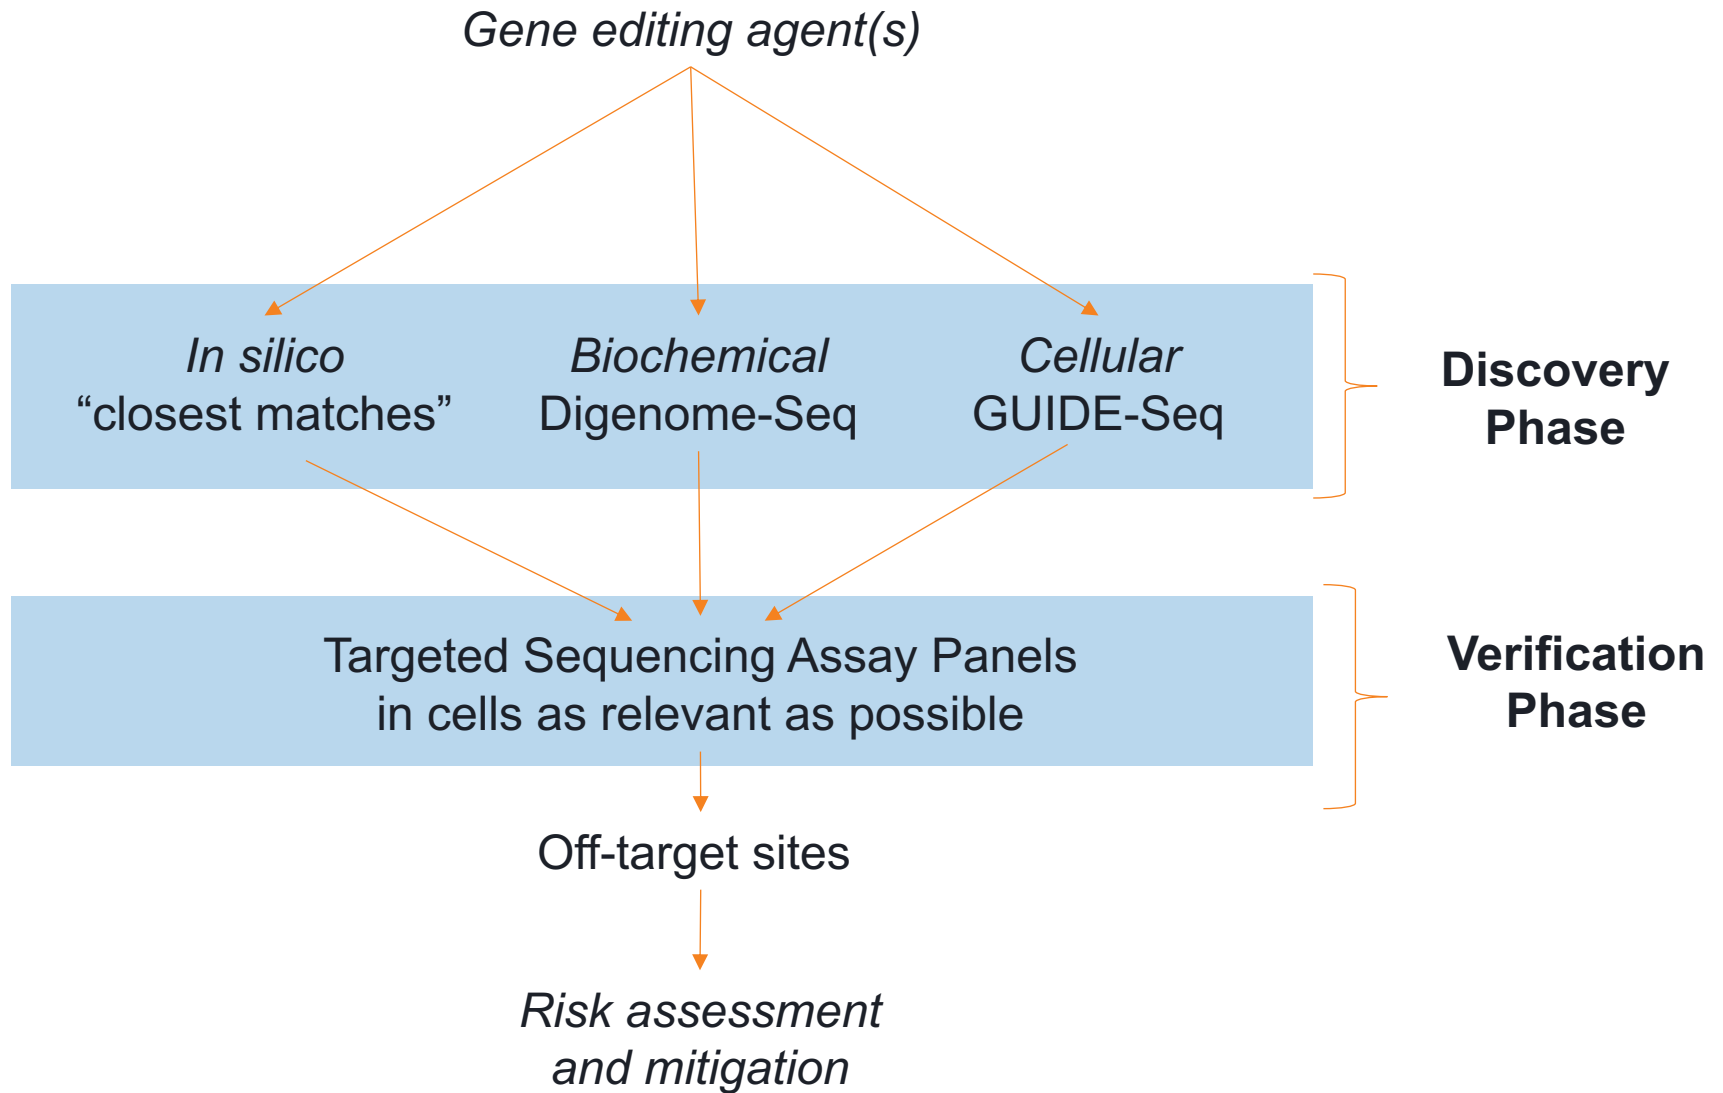 Gene editing agent(s)
In silico
“closest matches”
Biochemical
Digenome-Seq
Cellular
GUIDE-Seq
Discovery
Phase
Targeted Sequencing Assay Panels
in cells as relevant as possible
Verification
Phase
Off-target sites
Risk assessment
and mitigation